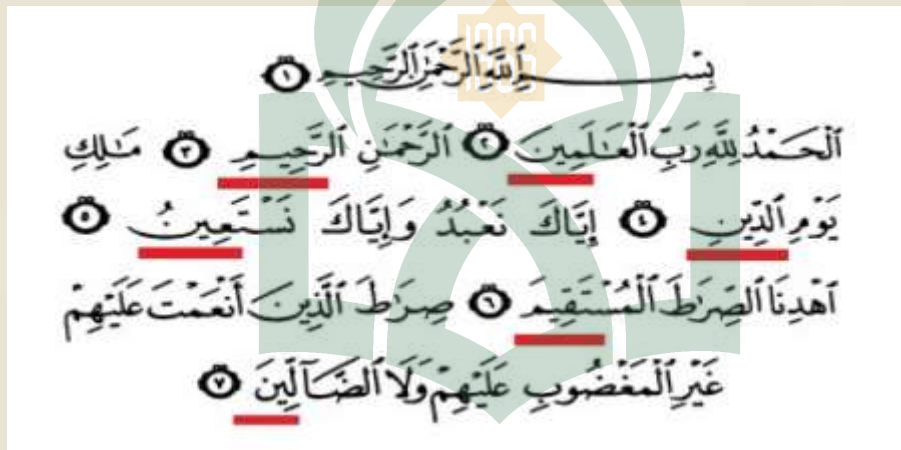 بِسْمِ ٱللَّهِ ٱلرَّحْمَٰنِ ٱلرَّحِيمِ ١
ٱلْحَمْدُ لِلَّهِ رَبِّ ٱلْعَٰلَمِينَ ٢ ٱلرَّحْمَٰنِ ٱلرَّحِيمِ ٣ مَٰلِكِ
يَوْمِ ٱلدِّينِ ٤ إِيَّاكَ نَعْبُدُ وَإِيَّاكَ نَسْتَعِينُ ٥
ٱهْدِنَا ٱلصِّرَٰطَ ٱلْمُسْتَقِيمَ ٦ صِرَٰطَ ٱلَّذِينَ أَنْعَمْتَ عَلَيْهِمْ
غَيْرِ ٱلْمَغْضُوبِ عَلَيْهِمْ وَلَا ٱلضَّآلِّينَ ٧